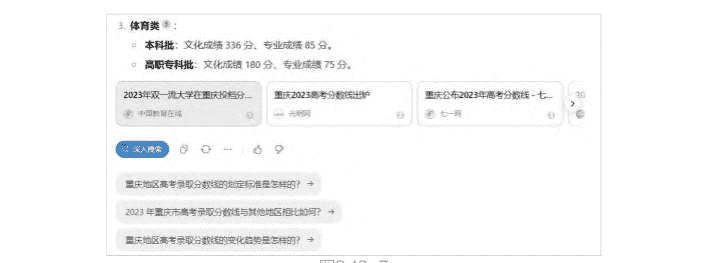 3. 体育类：
本科批：文化成绩 336 分、专业成绩 85 分。
高职专科批：文化成绩 180 分、专业成绩 75 分。
2023年双一流大学在重庆投档分... 重庆2023高考分数线出炉 重庆公布2023年高考分数线 - 七...
中国教育在线 光明网 七一网
深入搜索
重庆地区高考录取分数线的划定标准是怎样的？ →
2023 年重庆市高考录取分数线与其他地区相比如何？ →
重庆地区高考录取分数线的变化趋势是怎样的？ →